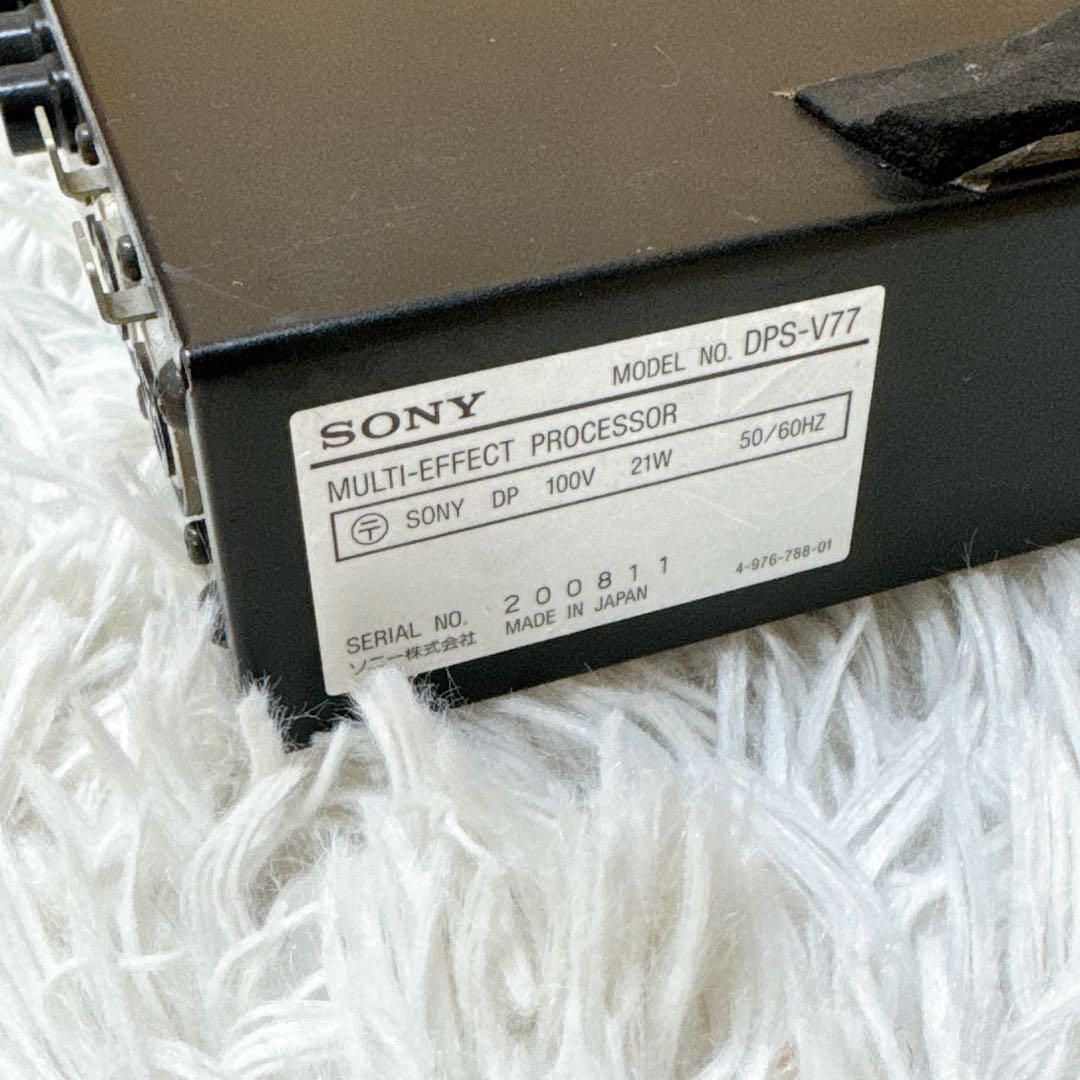 SONY MODEL NO. DPS-V77
MULTI-EFFECT PROCESSOR
〶 SONY DP 100V 21W 50/60HZ
SERIAL NO. 200811
ソニー株式会社 MADE IN JAPAN 4-976-788-01